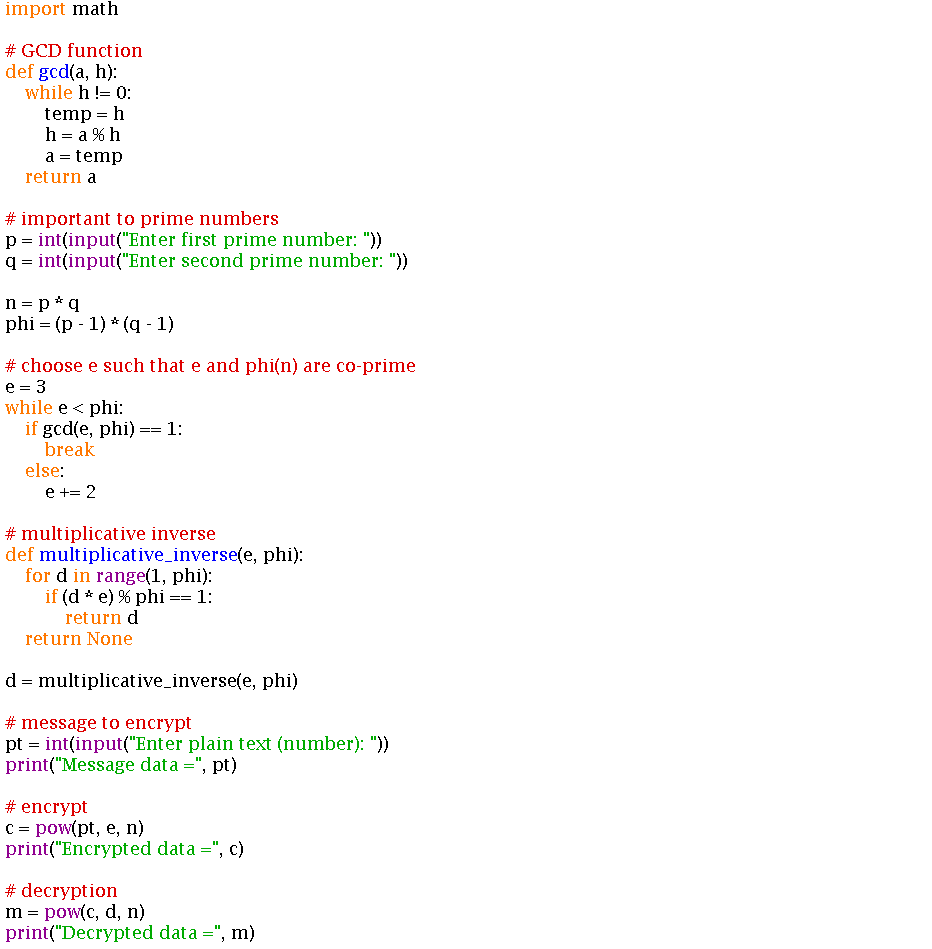 import math

# GCD function
def gcd(a, h):
    while h != 0:
        temp = h
        h = a % h
        a = temp
    return a

# important to prime numbers
p = int(input("Enter first prime number: "))
q = int(input("Enter second prime number: "))

n = p * q
phi = (p - 1) * (q - 1)

# choose e such that e and phi(n) are co-prime
e = 3
while e < phi:
    if gcd(e, phi) == 1:
        break
    else:
        e += 2

# multiplicative inverse
def multiplicative_inverse(e, phi):
    for d in range(1, phi):
        if (d * e) % phi == 1:
            return d
    return None

d = multiplicative_inverse(e, phi)

# message to encrypt
pt = int(input("Enter plain text (number): "))
print("Message data =", pt)

# encrypt
c = pow(pt, e, n)
print("Encrypted data =", c)

# decryption
m = pow(c, d, n)
print("Decrypted data =", m)